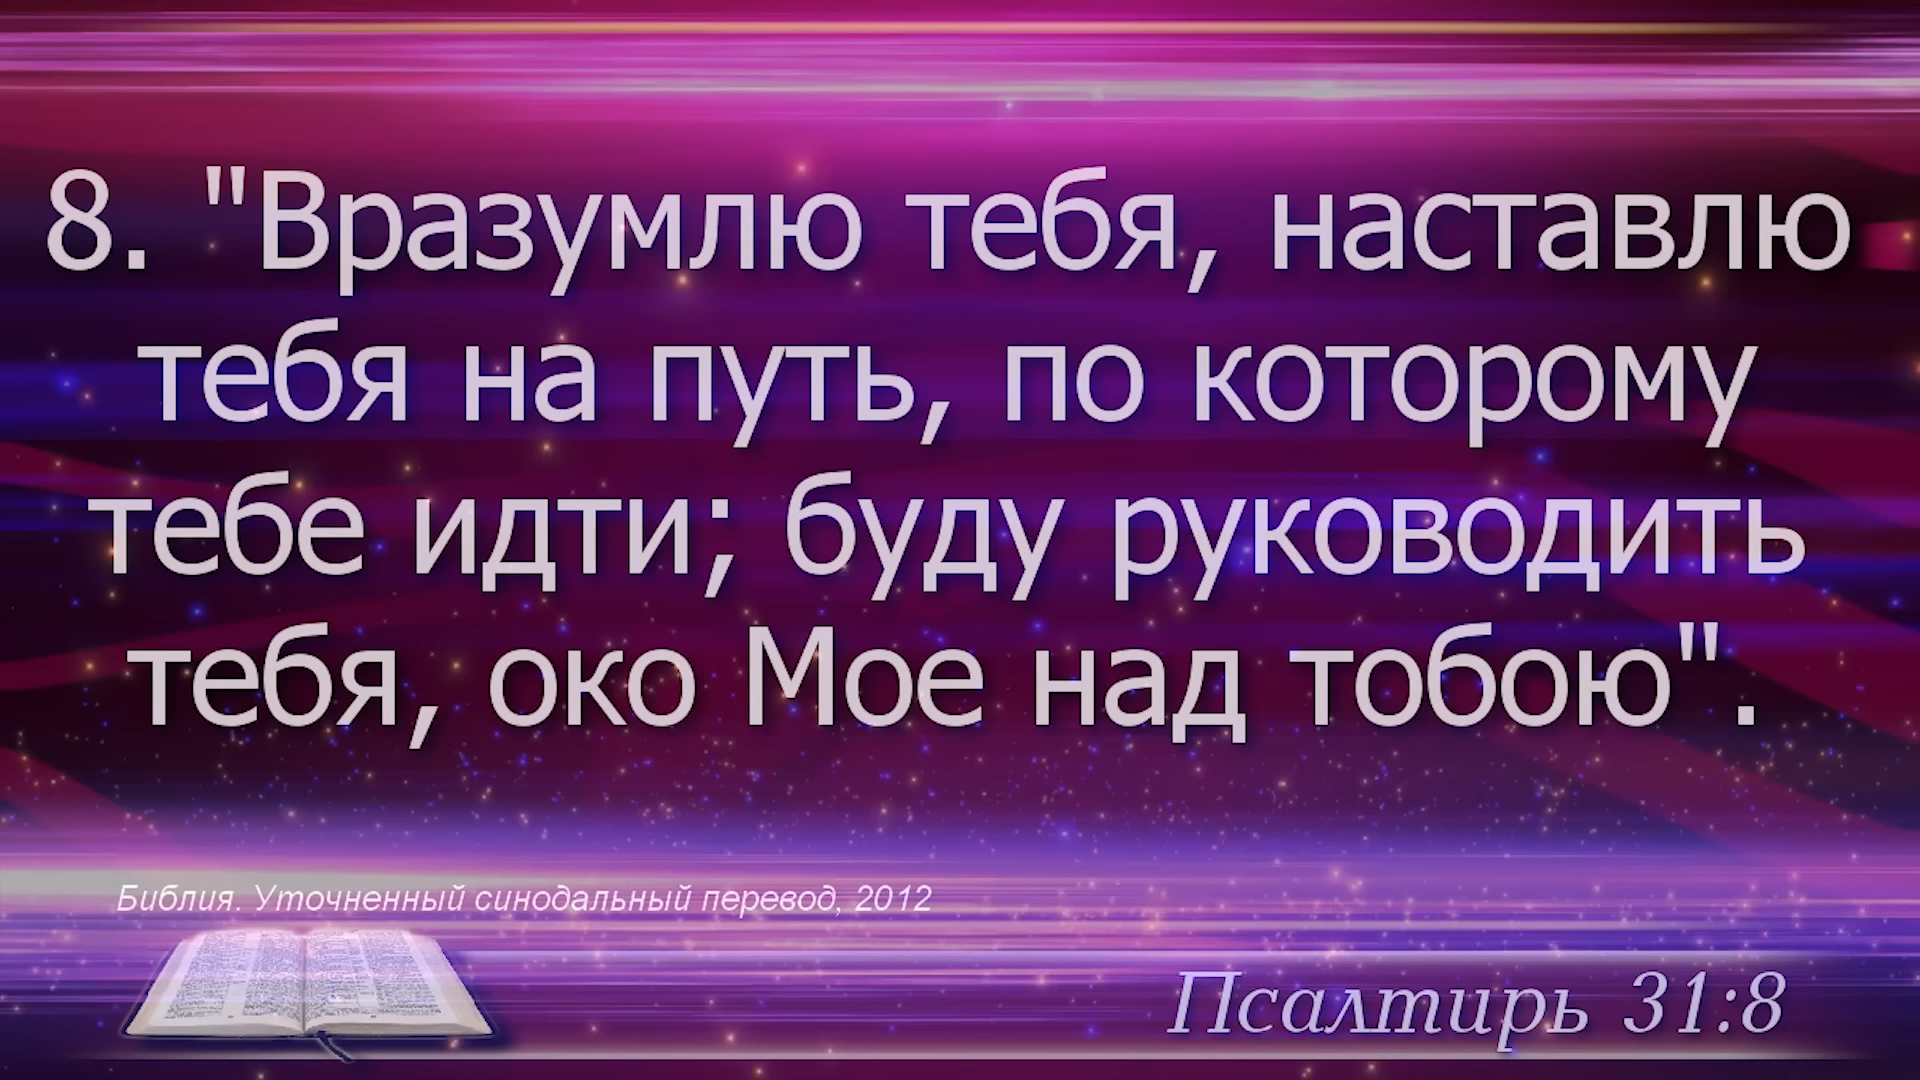 8. "Вразумлю тебя, наставлю
тебя на путь, по которому
тебе идти; буду руководить
тебя, око Мое над тобою".
Библия. Уточненный синодальный перевод, 2012
Псалтирь 31:8